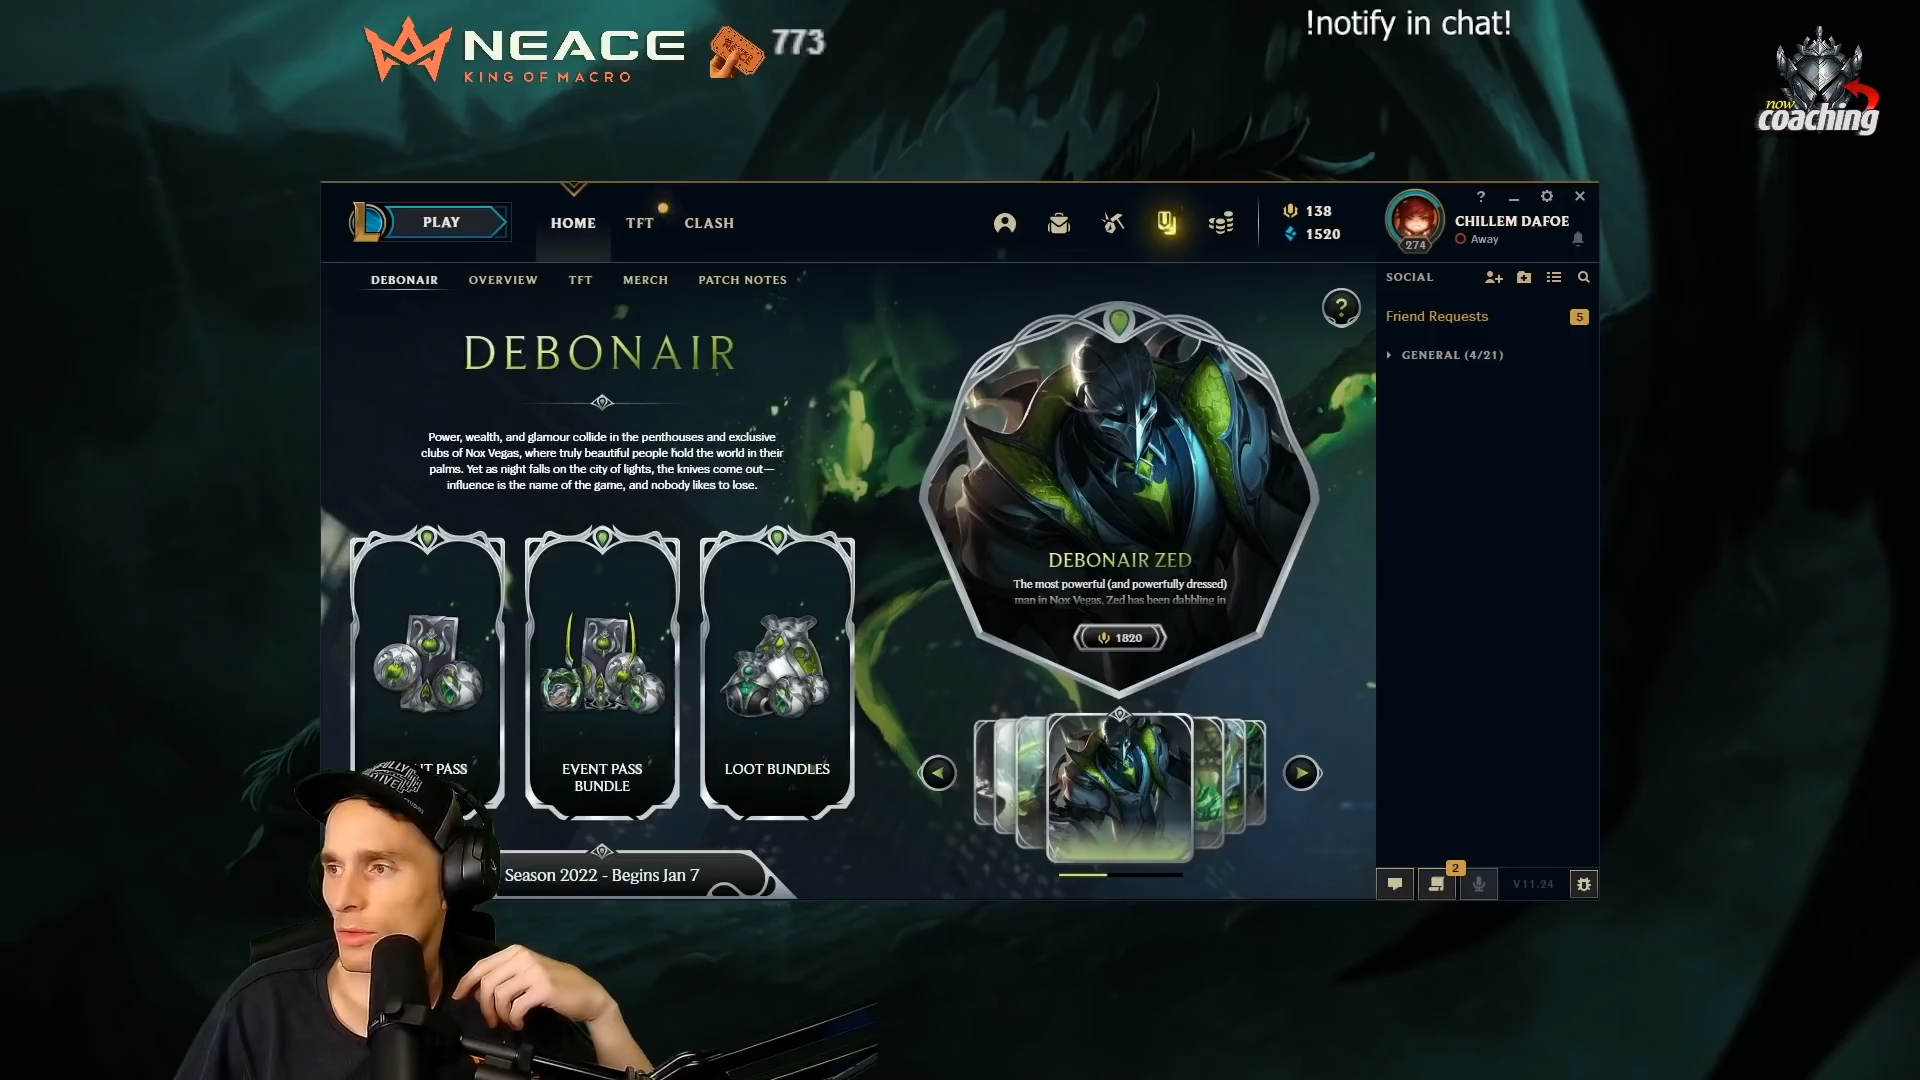 NEACE
KING OF MACRO
773
!notify in chat!
now
coaching
PLAY
HOME
TFT
CLASH
138
1520
274
CHILLEM DAFOE
Away
DEBONAIR
OVERVIEW
TFT
MERCH
PATCH NOTES
SOCIAL
Friend Requests
5
GENERAL (4/21)
DEBONAIR
Power, wealth, and glamour collide in the penthouses and exclusive
clubs of Nox Vegas, where truly beautiful people hold the world in their
palms. Yet as night falls on the city of lights, the knives come out—
influence is the name of the game, and nobody likes to lose.
DEBONAIR ZED
The most powerful (and powerfully dressed)
man in Nox Vegas, Zed has been dabbling in
1820
PASS
EVENT PASS
BUNDLE
LOOT BUNDLES
Season 2022 - Begins Jan 7
2
V11.24